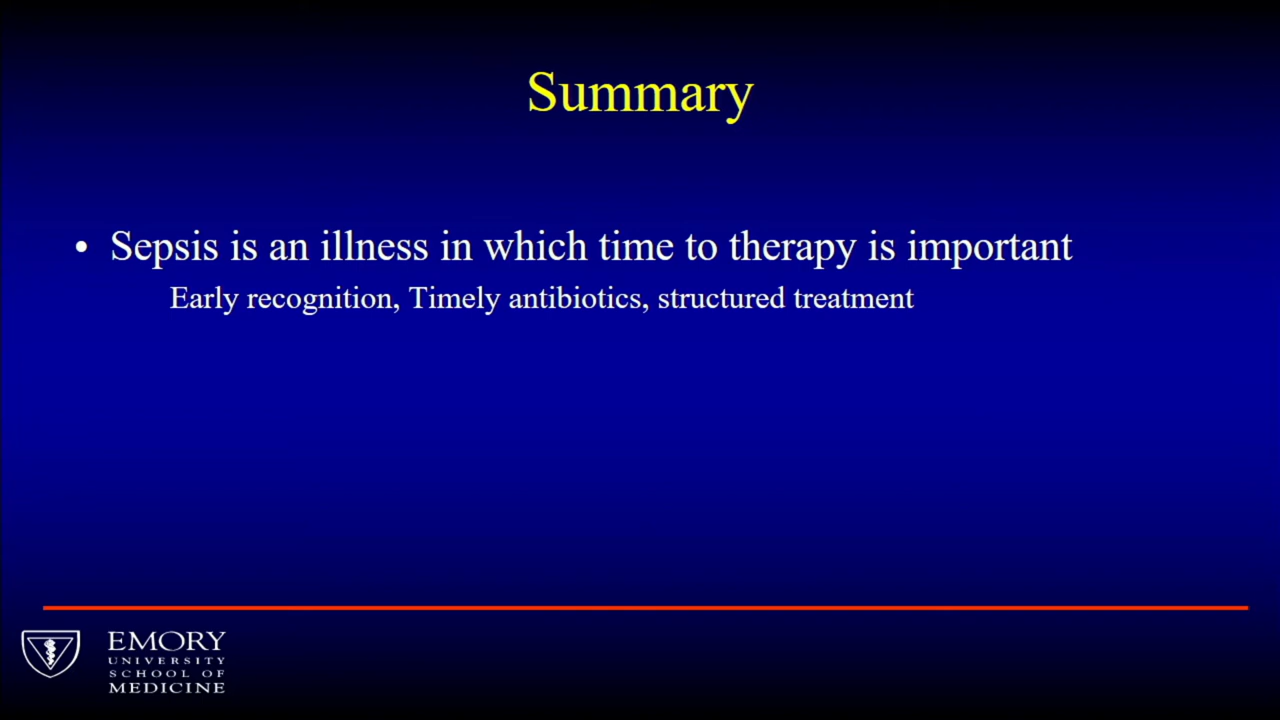 Summary
• Sepsis is an illness in which time to therapy is important
Early recognition, Timely antibiotics, structured treatment
EMORY
UNIVERSITY
SCHOOL OF
MEDICINE